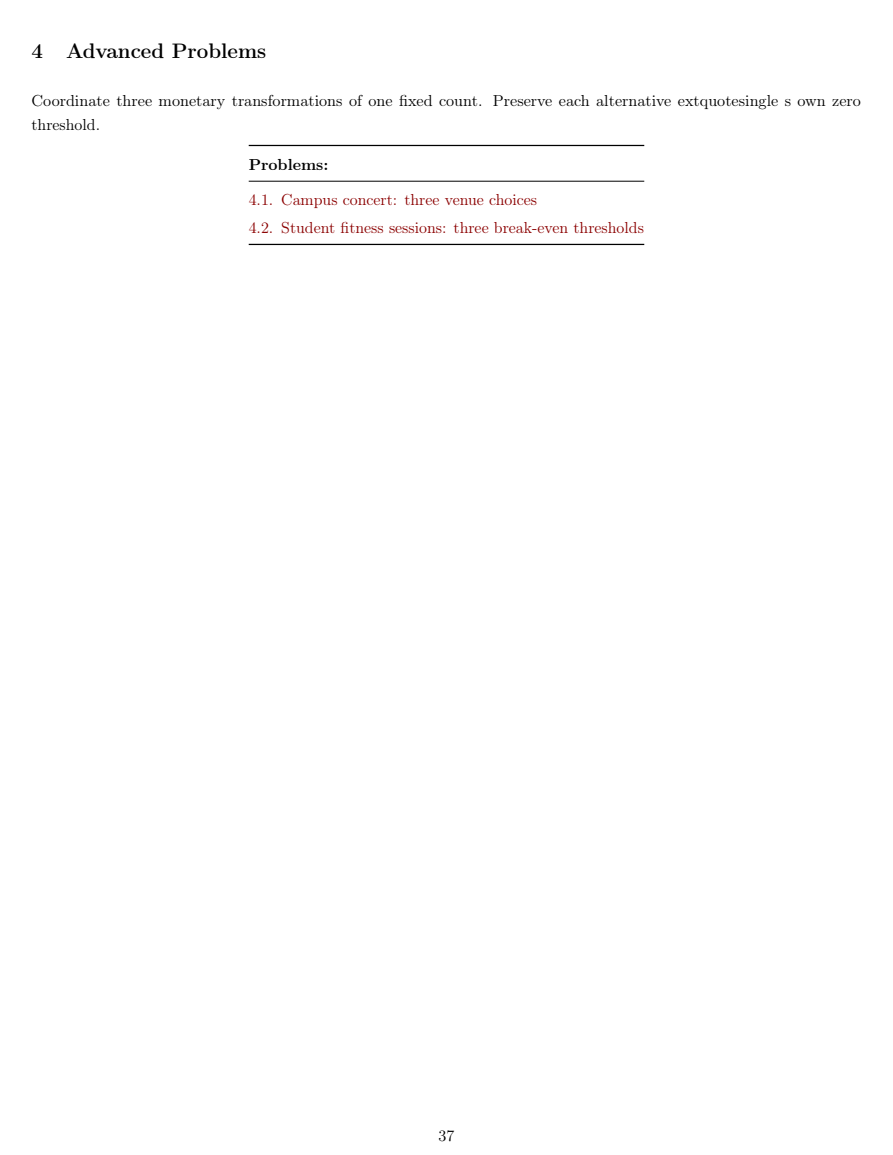 4 Advanced Problems
Coordinate three monetary transformations of one fixed count. Preserve each alternative extquotesingle s own zero
threshold.
Problems:
4.1. Campus concert: three venue choices
4.2. Student fitness sessions: three break-even thresholds
37